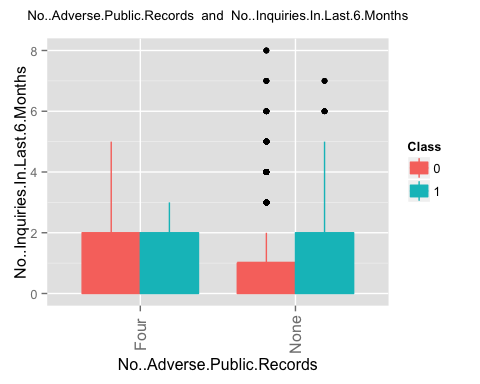 No..Adverse.Public.Records and No..Inquiries.In.Last.6.Months
No..Inquiries.In.Last.6.Months
8
6
4
2
0
Four
None
No..Adverse.Public.Records
Class
0
1